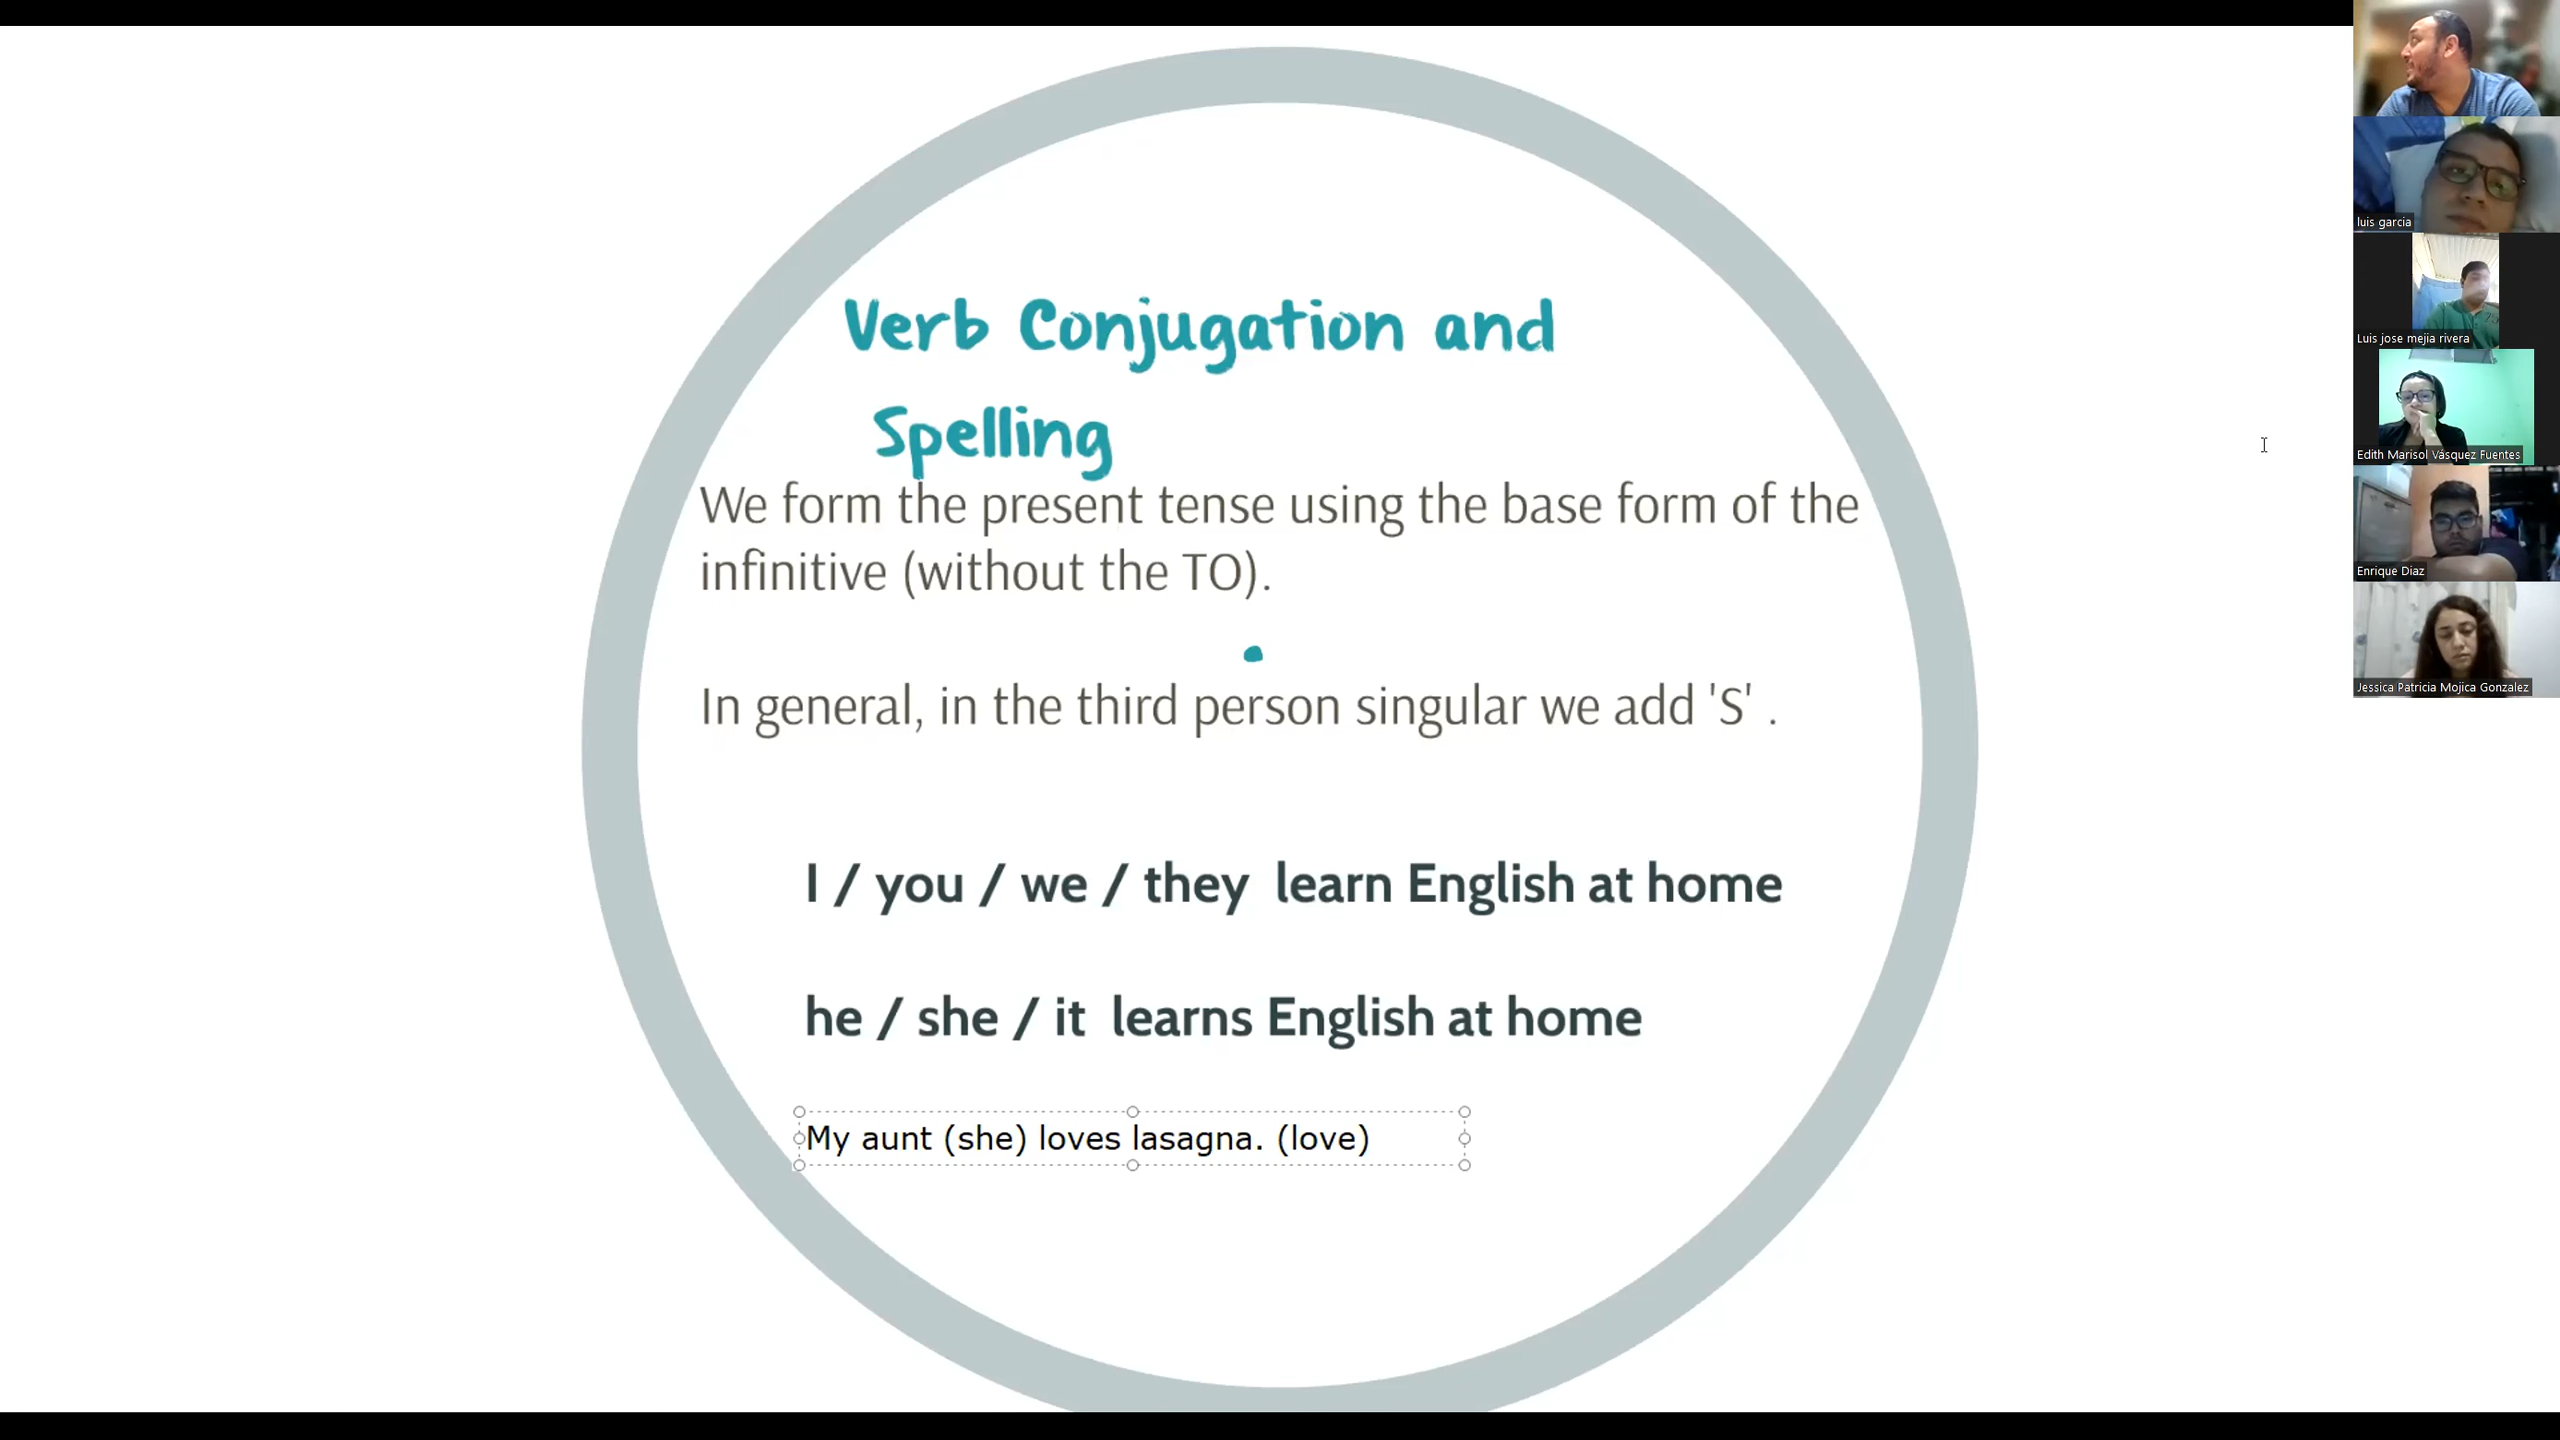 Verb Conjugation and
Spelling
We form the present tense using the base form of the
infinitive (without the TO).
In general, in the third person singular we add 'S' .
I / you / we / they  learn English at home
he / she / it  learns English at home
My aunt (she) loves lasagna. (love)
luis garcia
Luis jose mejia rivera
Edith Marisol Vásquez Fuentes
Enrique Diaz
Jessica Patricia Mojica Gonzalez